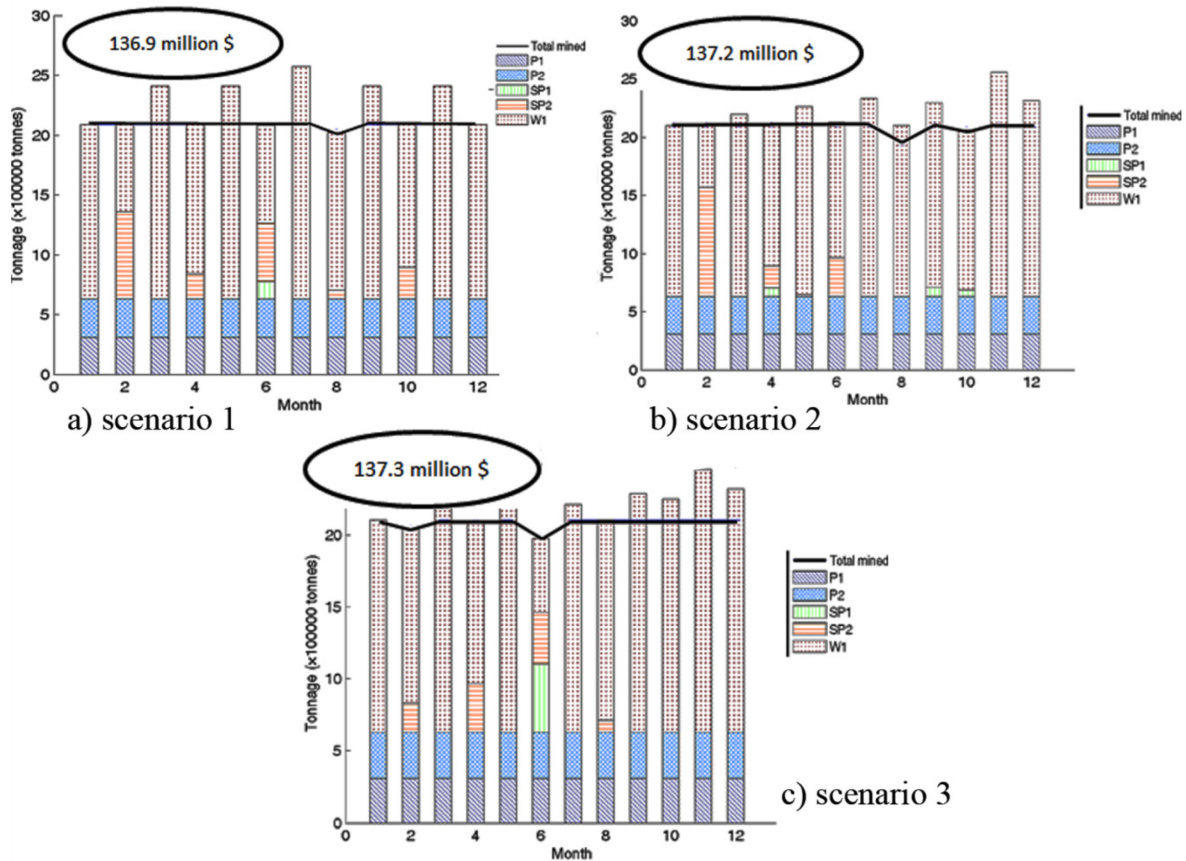 136.9 million $
Tonnage (×100000 tonnes)
30
25
20
15
10
5
0
0 2 4 6 8 10 12
Month
Total mined
P1
P2
SP1
SP2
W1
a) scenario 1
137.2 million $
Tonnage (×100000 tonnes)
30
25
20
15
10
5
0
0 2 4 6 8 10 12
Month
Total mined
P1
P2
SP1
SP2
W1
b) scenario 2
137.3 million $
Tonnage (×100000 tonnes)
20
15
10
5
0
0 2 4 6 8 10 12
Month
Total mined
P1
P2
SP1
SP2
W1
c) scenario 3